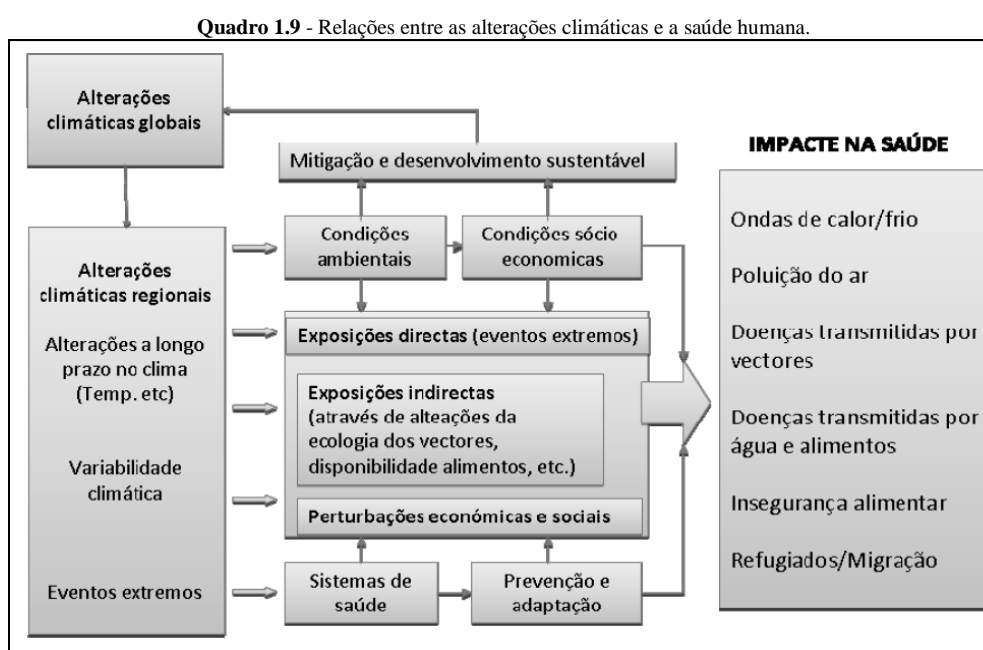 Quadro 1.9 - Relações entre as alterações climáticas e a saúde humana.
Alterações
climáticas globais
Mitigação e desenvolvimento sustentável
Condições
ambientais
Condições sócio
economicas
Alterações
climáticas regionais
Alterações a longo
prazo no clima
(Temp. etc)
Variabilidade
climática
Eventos extremos
Exposições directas (eventos extremos)
Exposições indirectas
(através de alteações da
ecologia dos vectores,
disponibilidade alimentos, etc.)
Perturbações económicas e sociais
Sistemas de
saúde
Prevenção e
adaptação
IMPACTE NA SAÚDE
Ondas de calor/frio
Poluição do ar
Doenças transmitidas por
vectores
Doenças transmitidas por
água e alimentos
Insegurança alimentar
Refugiados/Migração